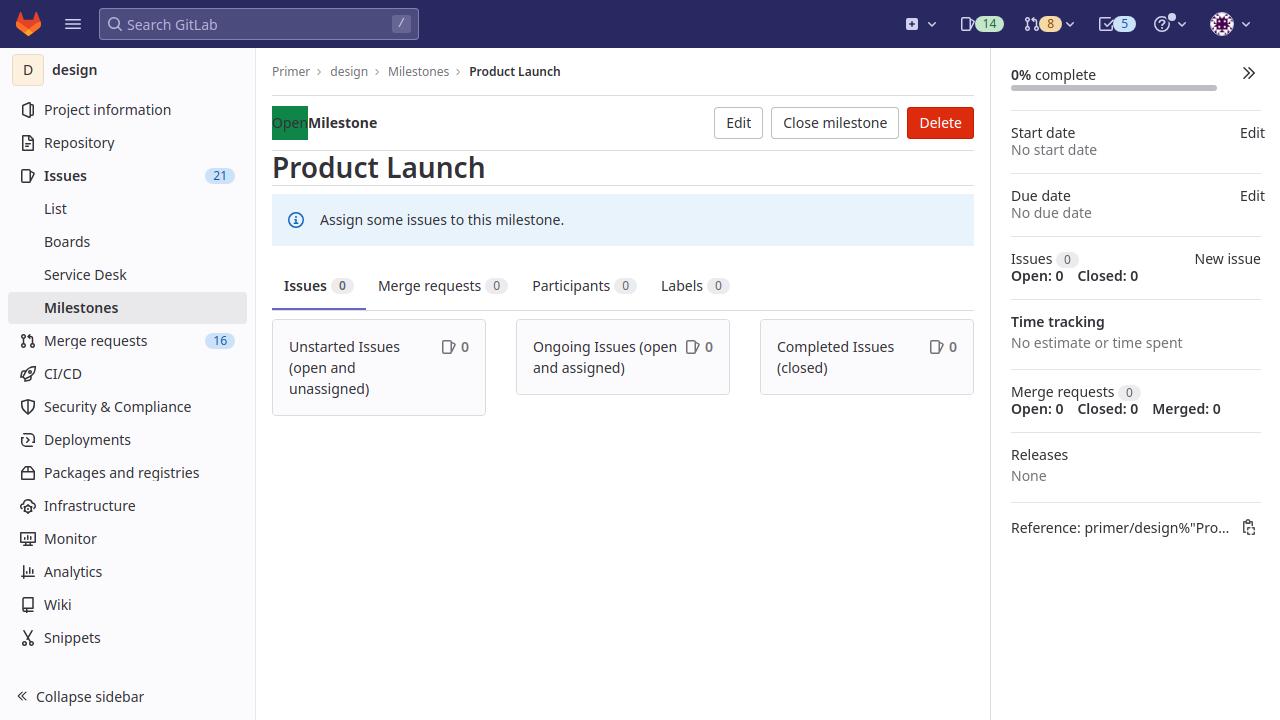 Search GitLab
/
14
8
5
D
design
Project information
Repository
Issues
21
List
Boards
Service Desk
Milestones
Merge requests
16
CI/CD
Security & Compliance
Deployments
Packages and registries
Infrastructure
Monitor
Analytics
Wiki
Snippets
Collapse sidebar
Primer
design
Milestones
Product Launch
Open
Milestone
Edit
Close milestone
Delete
Product Launch
Assign some issues to this milestone.
Issues 0
Merge requests 0
Participants 0
Labels 0
Unstarted Issues
(open and
unassigned)
0
Ongoing Issues (open
and assigned)
0
Completed Issues
(closed)
0
0% complete
Start date
Edit
No start date
Due date
Edit
No due date
Issues 0
New issue
Open: 0 Closed: 0
Time tracking
No estimate or time spent
Merge requests 0
Open: 0 Closed: 0 Merged: 0
Releases
None
Reference: primer/design%"Pro...